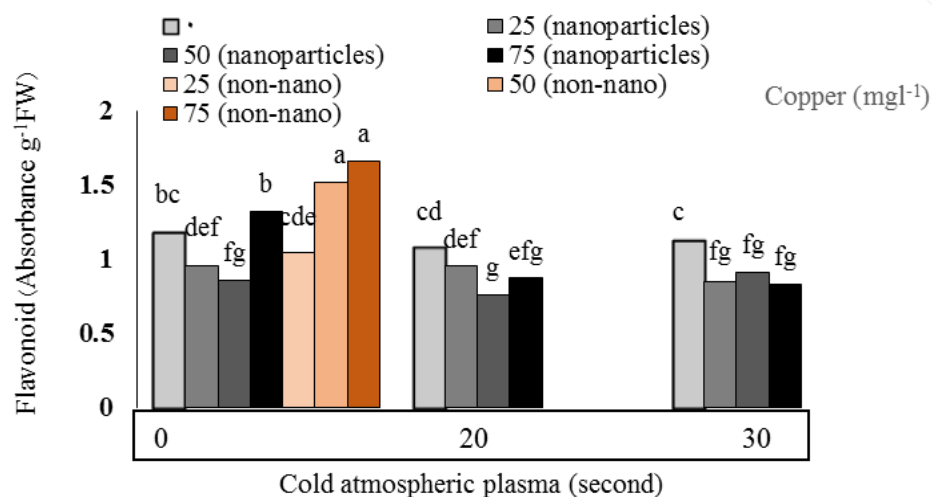 ٠
25 (nanoparticles)
50 (nanoparticles)
75 (nanoparticles)
25 (non-nano)
50 (non-nano)
75 (non-nano)
Copper (mgl⁻¹)
Flavonoid (Absorbance g⁻¹FW)
2
1.5
1
0.5
0
bc
def
fg
b
cde
a
a
cd
def
g
efg
c
fg
fg
fg
0 20 30
Cold atmospheric plasma (second)